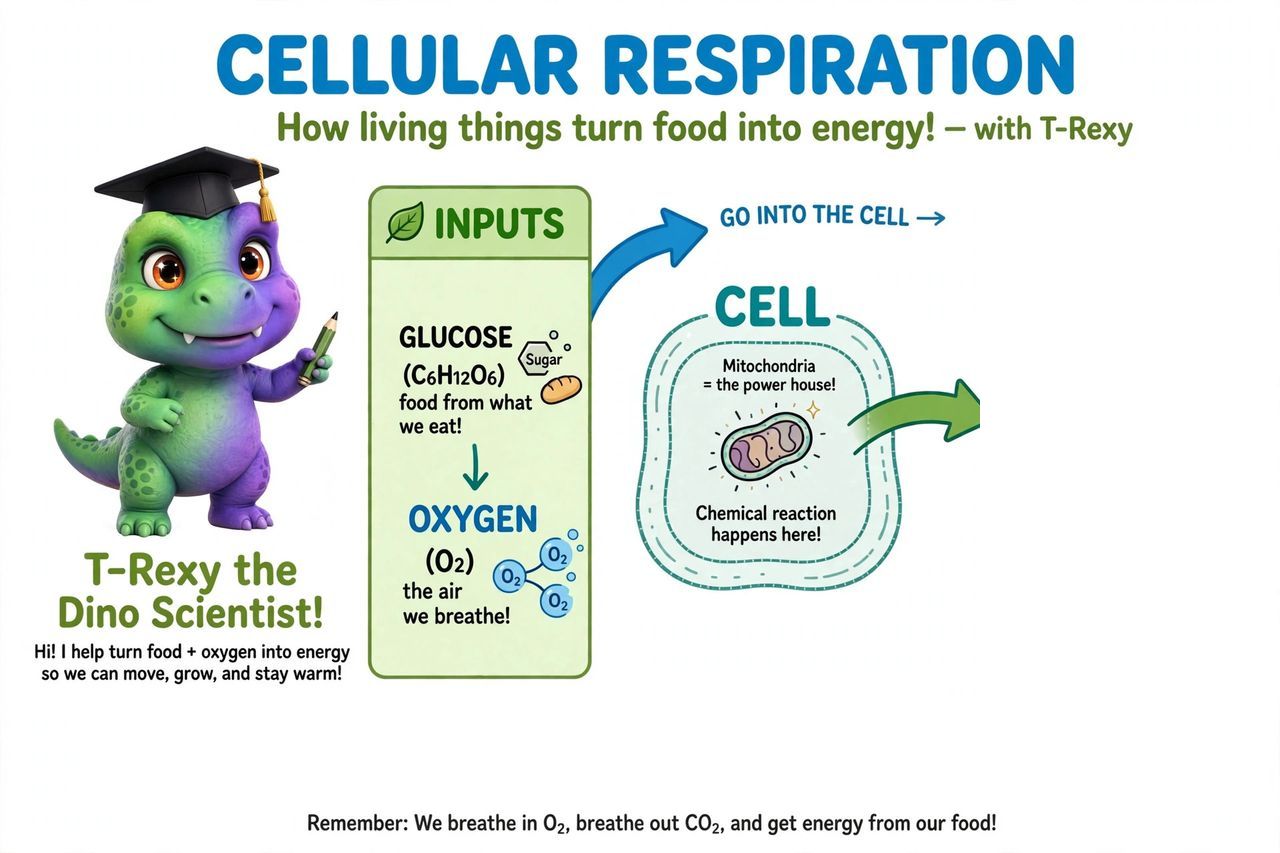 CELLULAR RESPIRATION
How living things turn food into energy! – with T-Rexy
INPUTS
GLUCOSE
(C₆H₁₂O₆)
Sugar
food from what
we eat!
OXYGEN
(O₂)
the air
we breathe!
O₂
O₂
O₂
GO INTO THE CELL →
CELL
Mitochondria
= the power house!
Chemical reaction
happens here!
T-Rexy the
Dino Scientist!
Hi! I help turn food + oxygen into energy
so we can move, grow, and stay warm!
Remember: We breathe in O₂, breathe out CO₂, and get energy from our food!